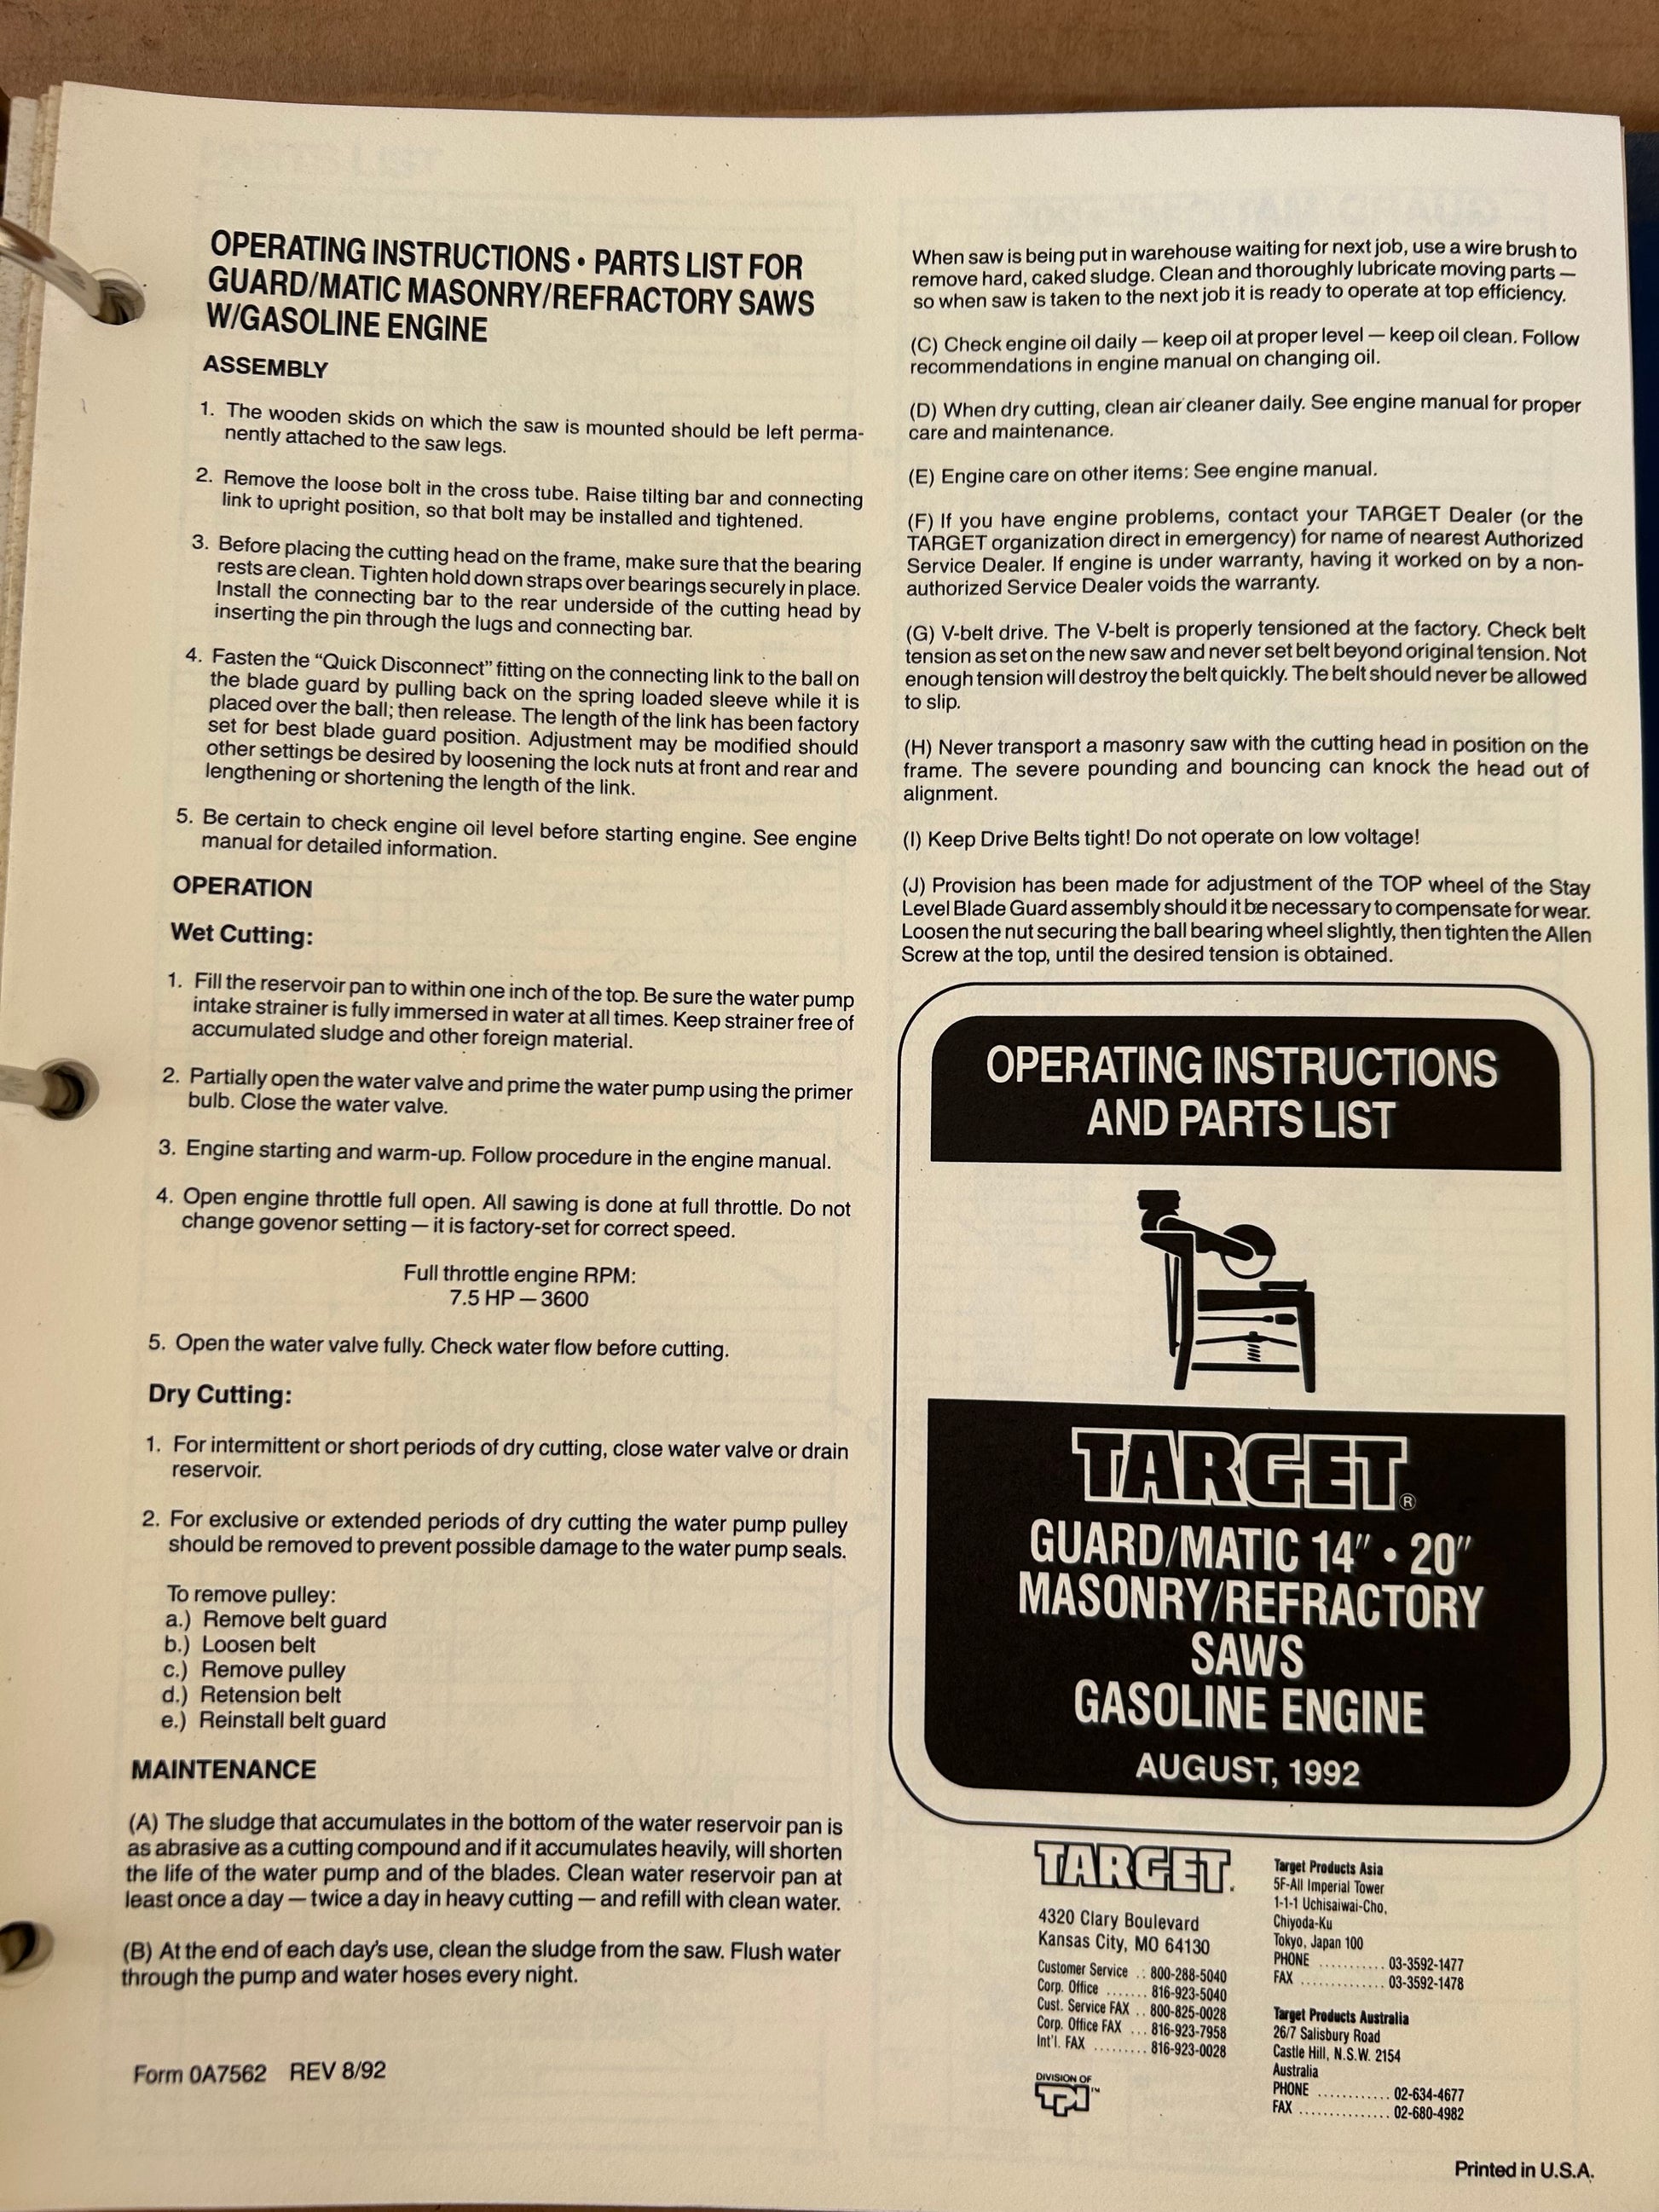 OPERATING INSTRUCTIONS • PARTS LIST FOR
GUARD/MATIC MASONRY/REFRACTORY SAWS
W/GASOLINE ENGINE
ASSEMBLY
1. The wooden skids on which the saw is mounted should be left perma-
nently attached to the saw legs.
2. Remove the loose bolt in the cross tube. Raise tilting bar and connecting
link to upright position, so that bolt may be installed and tightened.
3. Before placing the cutting head on the frame, make sure that the bearing
rests are clean. Tighten hold down straps over bearings securely in place.
Install the connecting bar to the rear underside of the cutting head by
inserting the pin through the lugs and connecting bar.
4. Fasten the “Quick Disconnect” fitting on the connecting link to the ball on
the blade guard by pulling back on the spring loaded sleeve while it is
placed over the ball; then release. The length of the link has been factory
set for best blade guard position. Adjustment may be modified should
other settings be desired by loosening the lock nuts at front and rear and
lengthening or shortening the length of the link.
5. Be certain to check engine oil level before starting engine. See engine
manual for detailed information.
OPERATION
Wet Cutting:
1. Fill the reservoir pan to within one inch of the top. Be sure the water pump
intake strainer is fully immersed in water at all times. Keep strainer free of
accumulated sludge and other foreign material.
2. Partially open the water valve and prime the water pump using the primer
bulb. Close the water valve.
3. Engine starting and warm-up. Follow procedure in the engine manual.
4. Open engine throttle full open. All sawing is done at full throttle. Do not
change govenor setting — it is factory-set for correct speed.
Full throttle engine RPM:
7.5 HP — 3600
5. Open the water valve fully. Check water flow before cutting.
Dry Cutting:
1. For intermittent or short periods of dry cutting, close water valve or drain
reservoir.
2. For exclusive or extended periods of dry cutting the water pump pulley
should be removed to prevent possible damage to the water pump seals.
To remove pulley:
a.) Remove belt guard
b.) Loosen belt
c.) Remove pulley
d.) Retension belt
e.) Reinstall belt guard
MAINTENANCE
(A) The sludge that accumulates in the bottom of the water reservoir pan is
as abrasive as a cutting compound and if it accumulates heavily, will shorten
the life of the water pump and of the blades. Clean water reservoir pan at
least once a day — twice a day in heavy cutting — and refill with clean water.
(B) At the end of each day's use, clean the sludge from the saw. Flush water
through the pump and water hoses every night.
Form 0A7562 REV 8/92
When saw is being put in warehouse waiting for next job, use a wire brush to
remove hard, caked sludge. Clean and thoroughly lubricate moving parts —
so when saw is taken to the next job it is ready to operate at top efficiency.
(C) Check engine oil daily — keep oil at proper level — keep oil clean. Follow
recommendations in engine manual on changing oil.
(D) When dry cutting, clean air cleaner daily. See engine manual for proper
care and maintenance.
(E) Engine care on other items: See engine manual.
(F) If you have engine problems, contact your TARGET Dealer (or the
TARGET organization direct in emergency) for name of nearest Authorized
Service Dealer. If engine is under warranty, having it worked on by a non-
authorized Service Dealer voids the warranty.
(G) V-belt drive. The V-belt is properly tensioned at the factory. Check belt
tension as set on the new saw and never set belt beyond original tension. Not
enough tension will destroy the belt quickly. The belt should never be allowed
to slip.
(H) Never transport a masonry saw with the cutting head in position on the
frame. The severe pounding and bouncing can knock the head out of
alignment.
(I) Keep Drive Belts tight! Do not operate on low voltage!
(J) Provision has been made for adjustment of the TOP wheel of the Stay
Level Blade Guard assembly should it be necessary to compensate for wear.
Loosen the nut securing the ball bearing wheel slightly, then tighten the Allen
Screw at the top, until the desired tension is obtained.
OPERATING INSTRUCTIONS
AND PARTS LIST
TARGET®
GUARD/MATIC 14″ • 20″
MASONRY/REFRACTORY
SAWS
GASOLINE ENGINE
AUGUST, 1992
TARGET.
4320 Clary Boulevard
Kansas City, MO 64130
Customer Service .: 800-288-5040
Corp. Office ....... 816-923-5040
Cust. Service FAX .. 800-825-0028
Corp. Office FAX ... 816-923-7958
Int'l. FAX ......... 816-923-0028
DIVISION OF
TPI™
Target Products Asia
5F-All Imperial Tower
1-1-1 Uchisaiwai-Cho,
Chiyoda-Ku
Tokyo, Japan 100
PHONE ........... 03-3592-1477
FAX .............. 03-3592-1478
Target Products Australia
26/7 Salisbury Road
Castle Hill, N.S.W. 2154
Australia
PHONE ............ 02-634-4677
FAX ............... 02-680-4982
Printed in U.S.A.